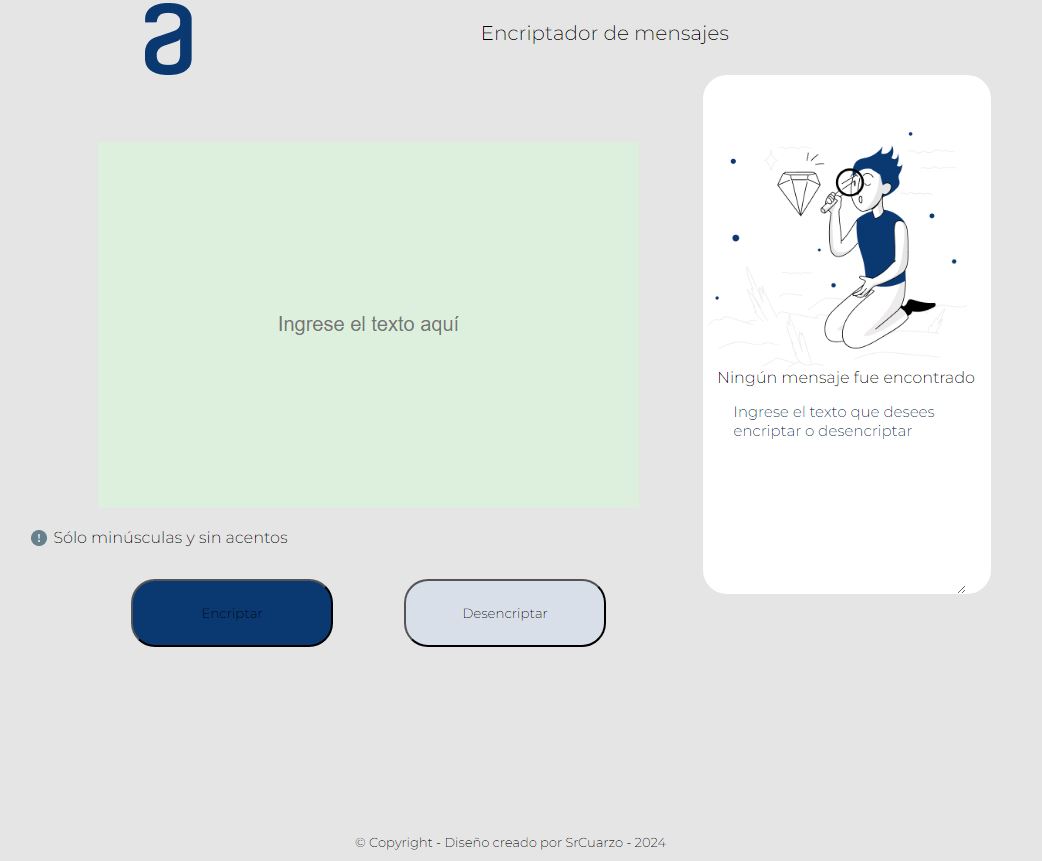 a
Encriptador de mensajes
Ingrese el texto aquí
Ningún mensaje fue encontrado
Ingrese el texto que desees
encriptar o desencriptar
! Sólo minúsculas y sin acentos
Encriptar
Desencriptar
© Copyright - Diseño creado por SrCuarzo - 2024